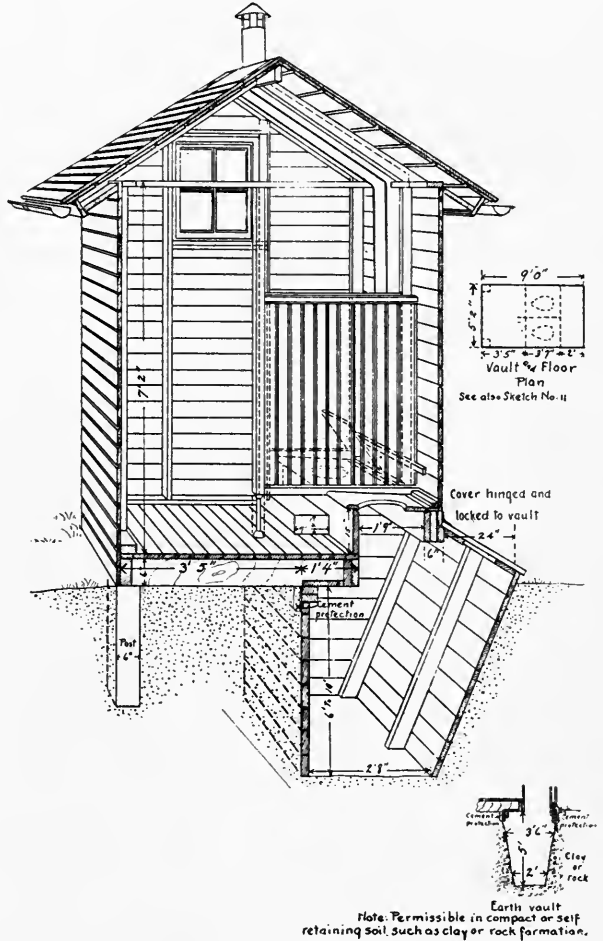 9'0"
3'5" 3'7" 2'
Vault and Floor
Plan
See also Sketch No. 11
7'2"
Cover hinged and
locked to vault
1'9"
24"
6"
3' 5" 1'4"
Cement
protection
Post
6"
2'8"
Cement
protection
3'6"
Cement
protection
5'
Clay
or
rock
2'
Earth vault
Note: Permissible in compact or self
retaining soil, such as clay or rock formation.